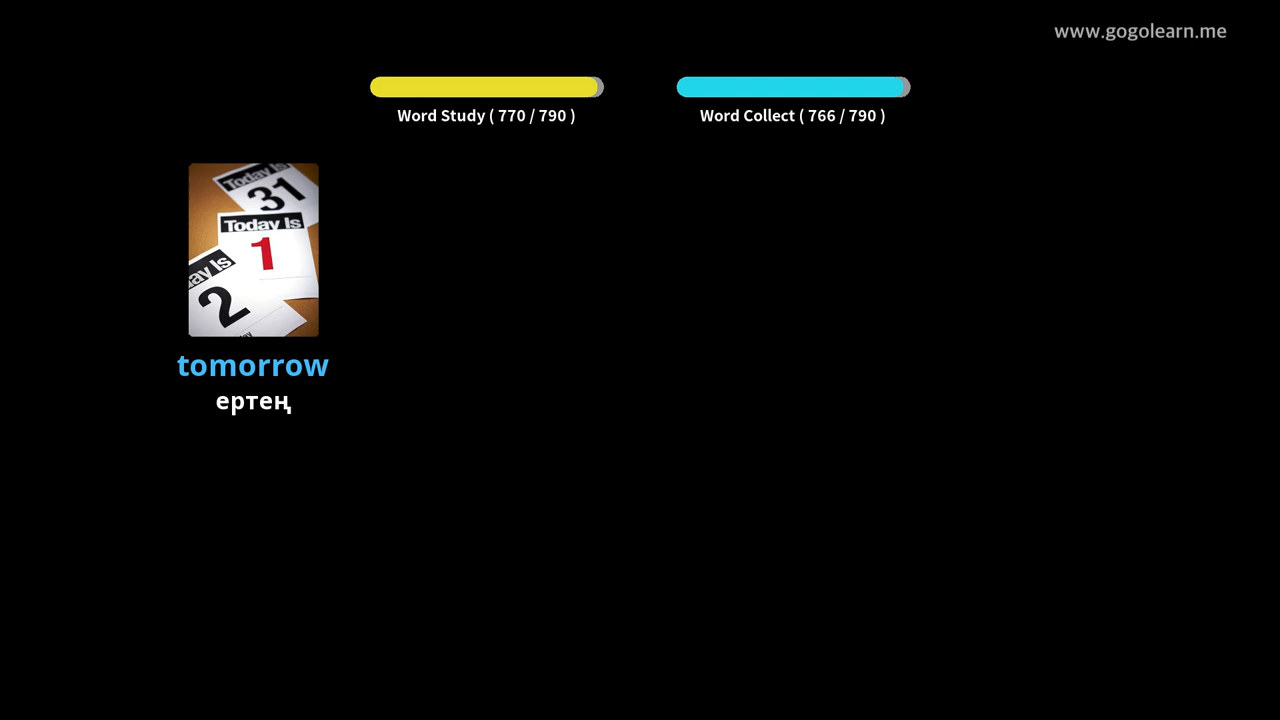 www.gogolearn.me
Word Study ( 770 / 790 )
Word Collect ( 766 / 790 )
Today Is
31
Today Is
1
ay Is
2
tomorrow
ертең